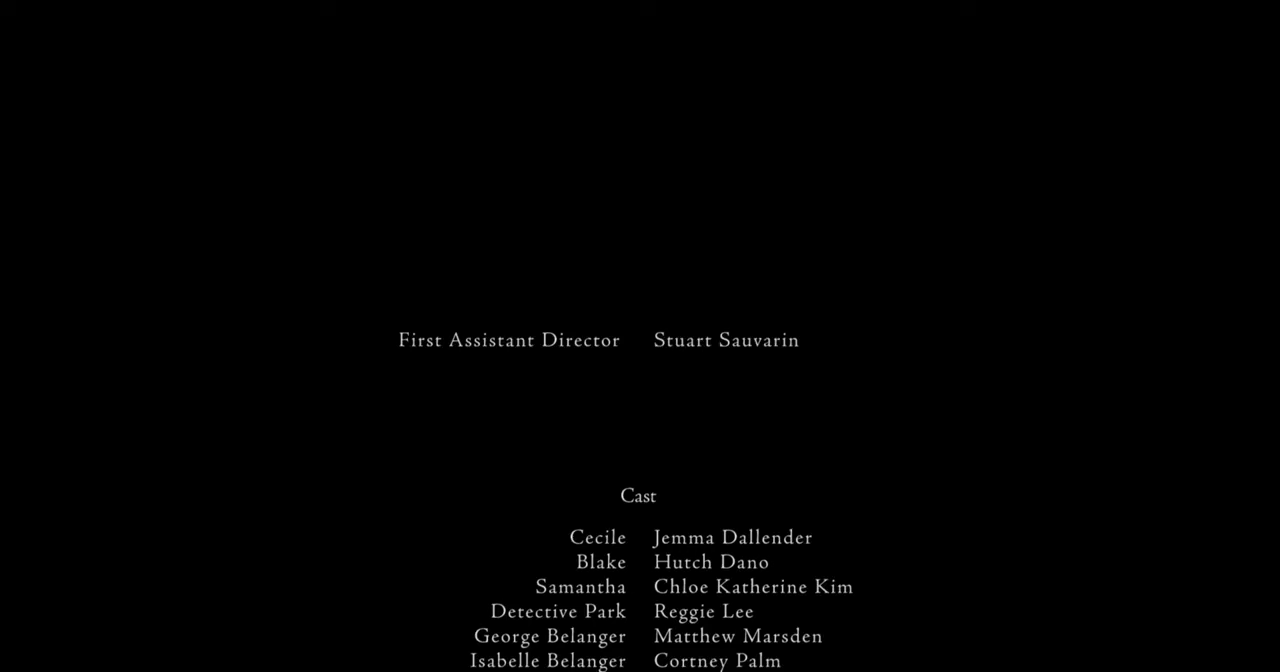 First Assistant Director Stuart Sauvarin
Cast
Cecile Jemma Dallender
Blake Hutch Dano
Samantha Chloe Katherine Kim
Detective Park Reggie Lee
George Belanger Matthew Marsden
Isabelle Belanger Cortney Palm